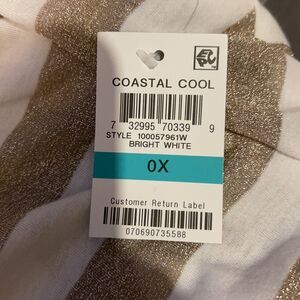 COASTAL COOL
7 32995 70339 9
STYLE 100057961W
BRIGHT WHITE
0X
Customer Return Label
070690735588